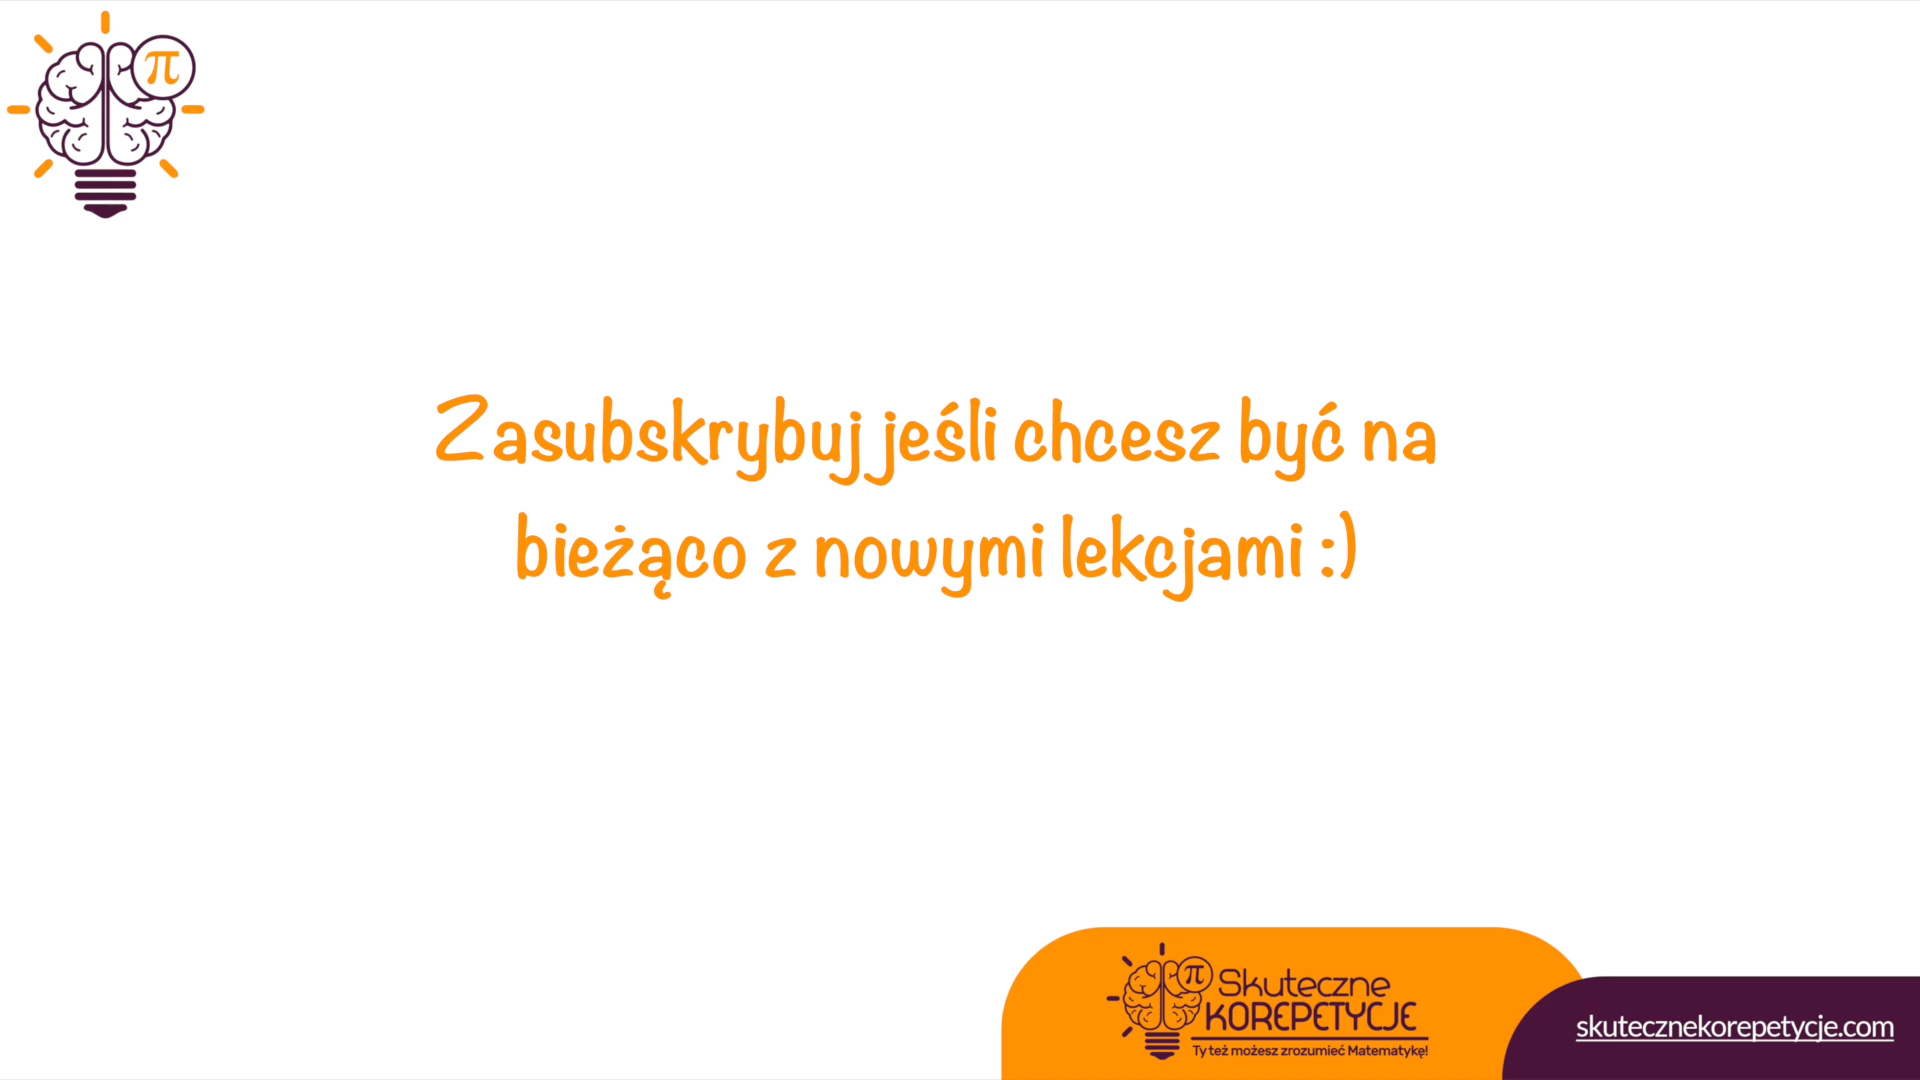 π
Zasubskrybuj jeśli chcesz być na
bieżąco z nowymi lekcjami :)
π
Skuteczne
KOREPETYCJE
Ty też możesz zrozumieć Matematykę!
skutecznekorepetycje.com